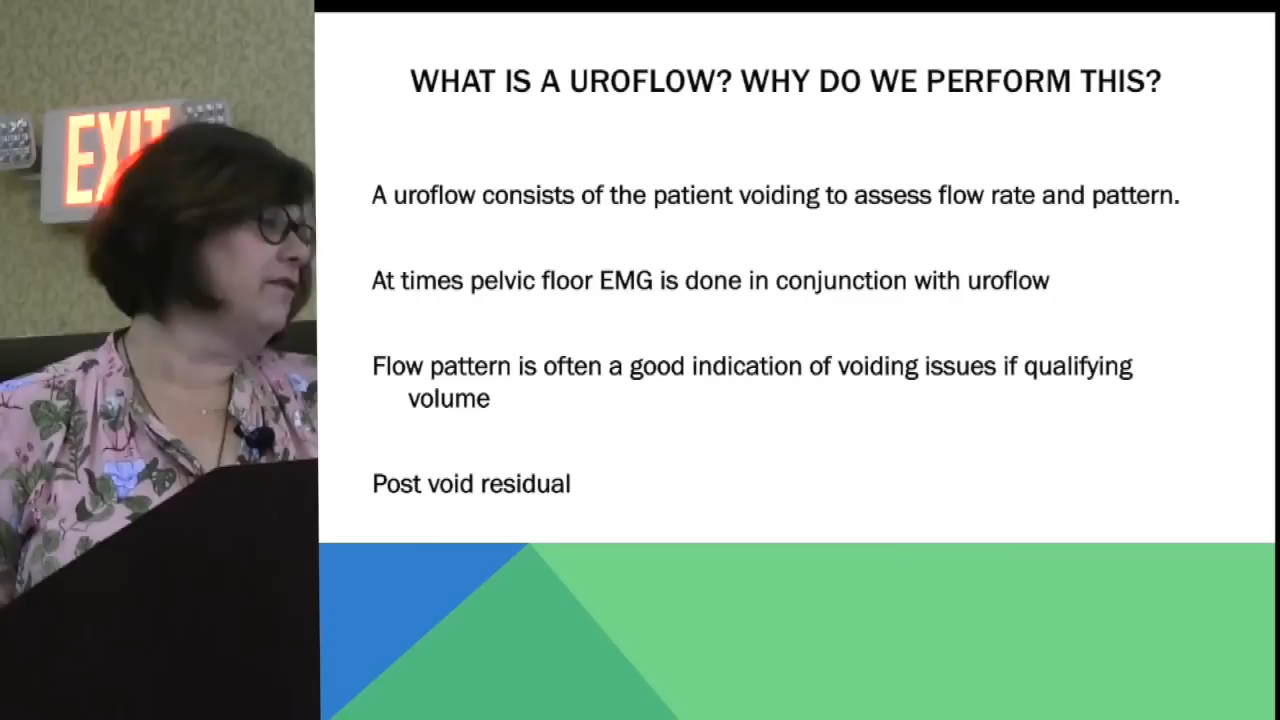 EXIT
WHAT IS A UROFLOW? WHY DO WE PERFORM THIS?
A uroflow consists of the patient voiding to assess flow rate and pattern.
At times pelvic floor EMG is done in conjunction with uroflow
Flow pattern is often a good indication of voiding issues if qualifying
volume
Post void residual